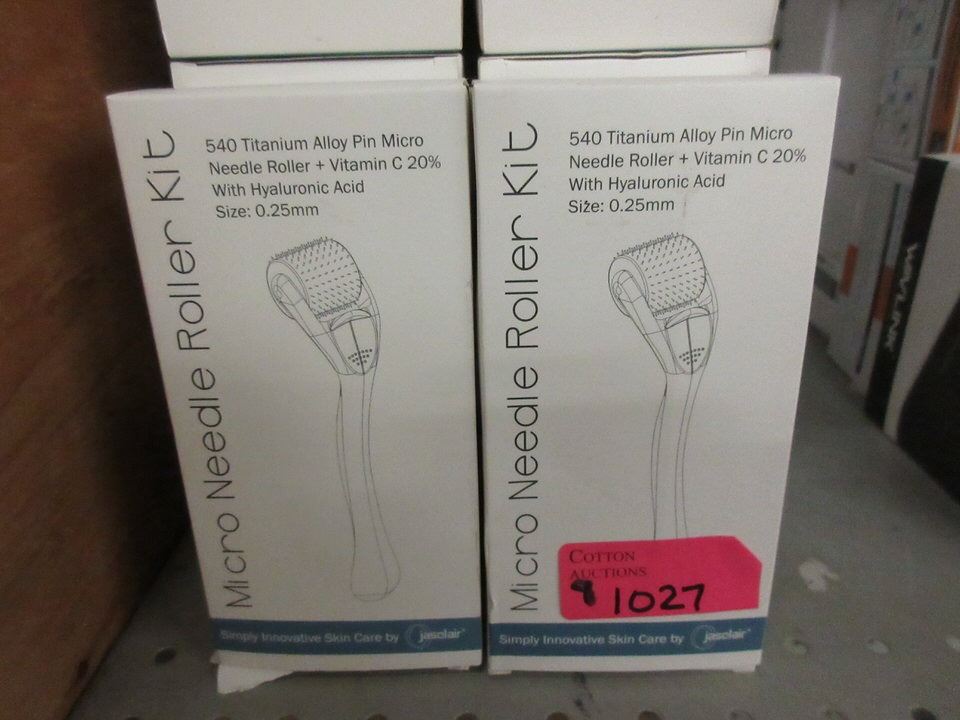 Micro Needle Roller Kit
540 Titanium Alloy Pin Micro
Needle Roller + Vitamin C 20%
With Hyaluronic Acid
Size: 0.25mm
Simply Innovative Skin Care by jasclair
Micro Needle Roller Kit
540 Titanium Alloy Pin Micro
Needle Roller + Vitamin C 20%
With Hyaluronic Acid
Size: 0.25mm
COTTON
AUCTIONS
1027
Simply Innovative Skin Care by jasclair
WAVLINK